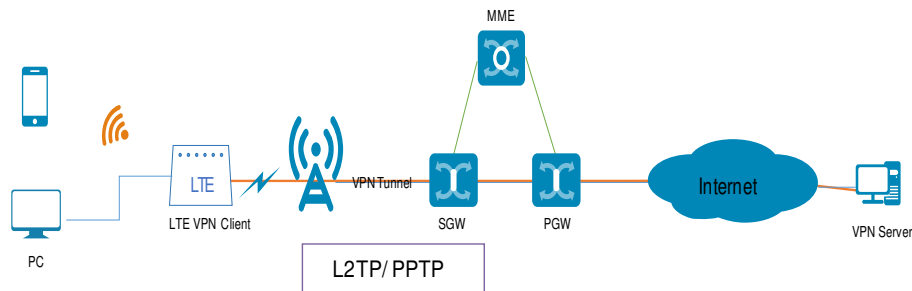 MME
LTE
VPN Tunnel
Internet
LTE VPN Client
SGW
PGW
VPN Server
PC
L2TP/ PPTP